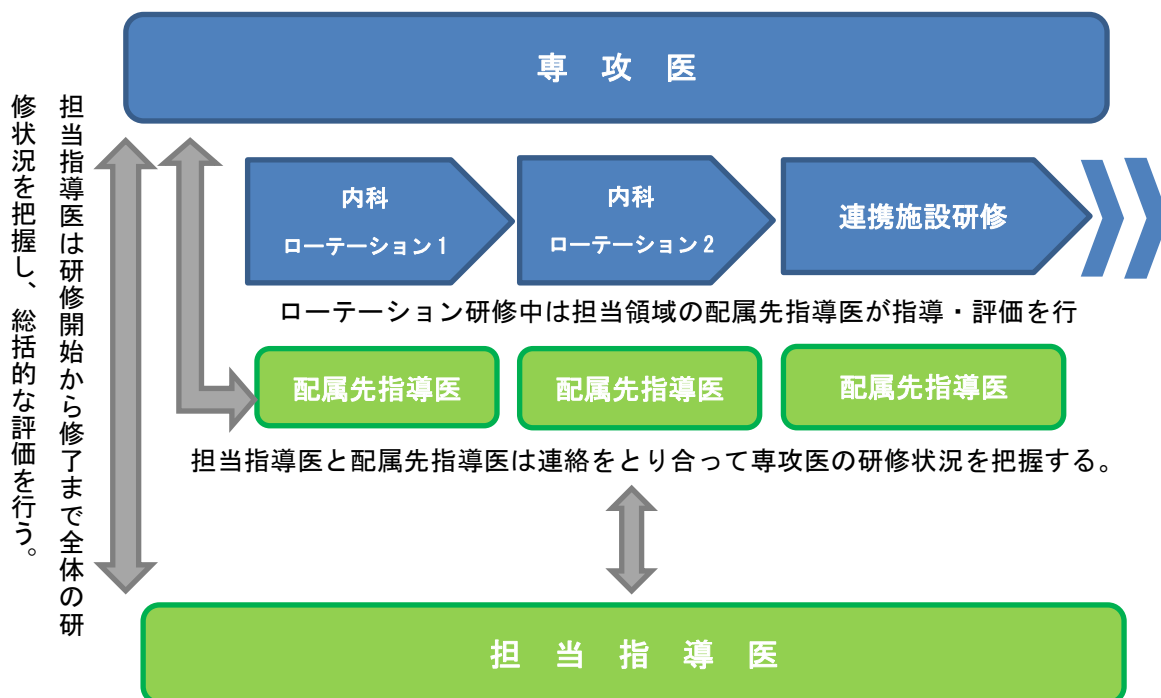 専攻医
担当指導医は研修開始から修了まで全体の研
修状況を把握し、総括的な評価を行う。
内科
ローテーション1
内科
ローテーション2
連携施設研修
ローテーション研修中は担当領域の配属先指導医が指導・評価を行
配属先指導医
配属先指導医
配属先指導医
担当指導医と配属先指導医は連絡をとり合って専攻医の研修状況を把握する。
担当指導医